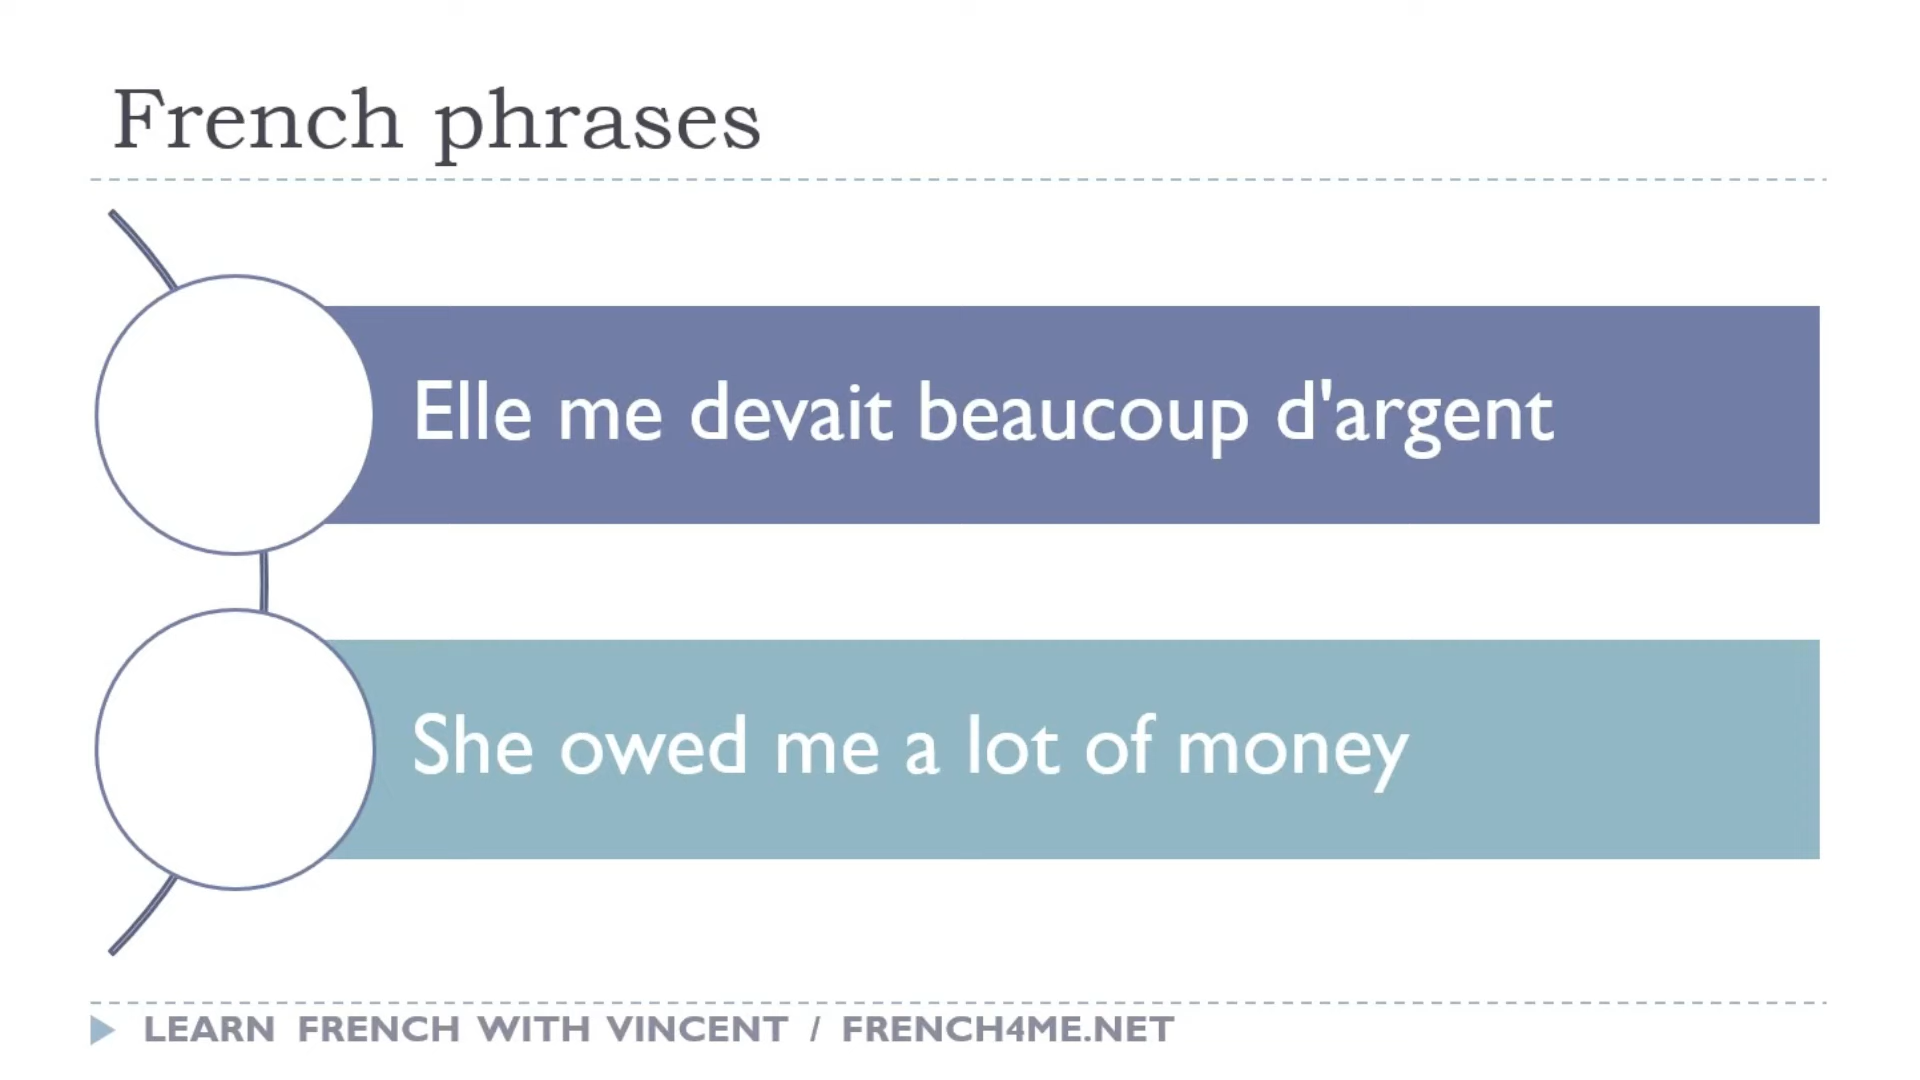 French phrases
Elle me devait beaucoup d'argent
She owed me a lot of money
LEARN FRENCH WITH VINCENT / FRENCH4ME.NET